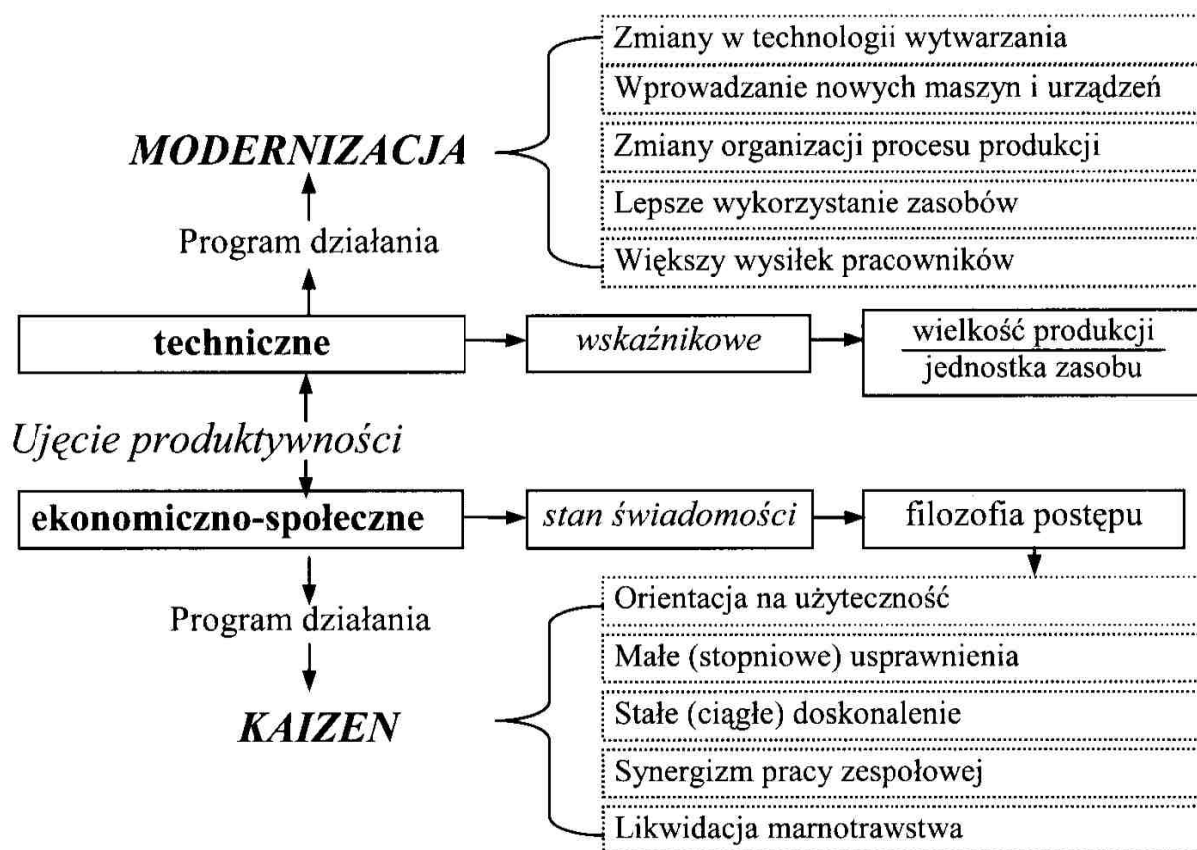 Zmiany w technologii wytwarzania
Wprowadzanie nowych maszyn i urządzeń
MODERNIZACJA
Zmiany organizacji procesu produkcji
Lepsze wykorzystanie zasobów
Program działania
Większy wysiłek pracowników
techniczne
wskaźnikowe
wielkość produkcji
jednostka zasobu
Ujęcie produktywności
ekonomiczno-społeczne
stan świadomości
filozofia postępu
Program działania
Orientacja na użyteczność
Małe (stopniowe) usprawnienia
KAIZEN
Stałe (ciągłe) doskonalenie
Synergizm pracy zespołowej
Likwidacja marnotrawstwa